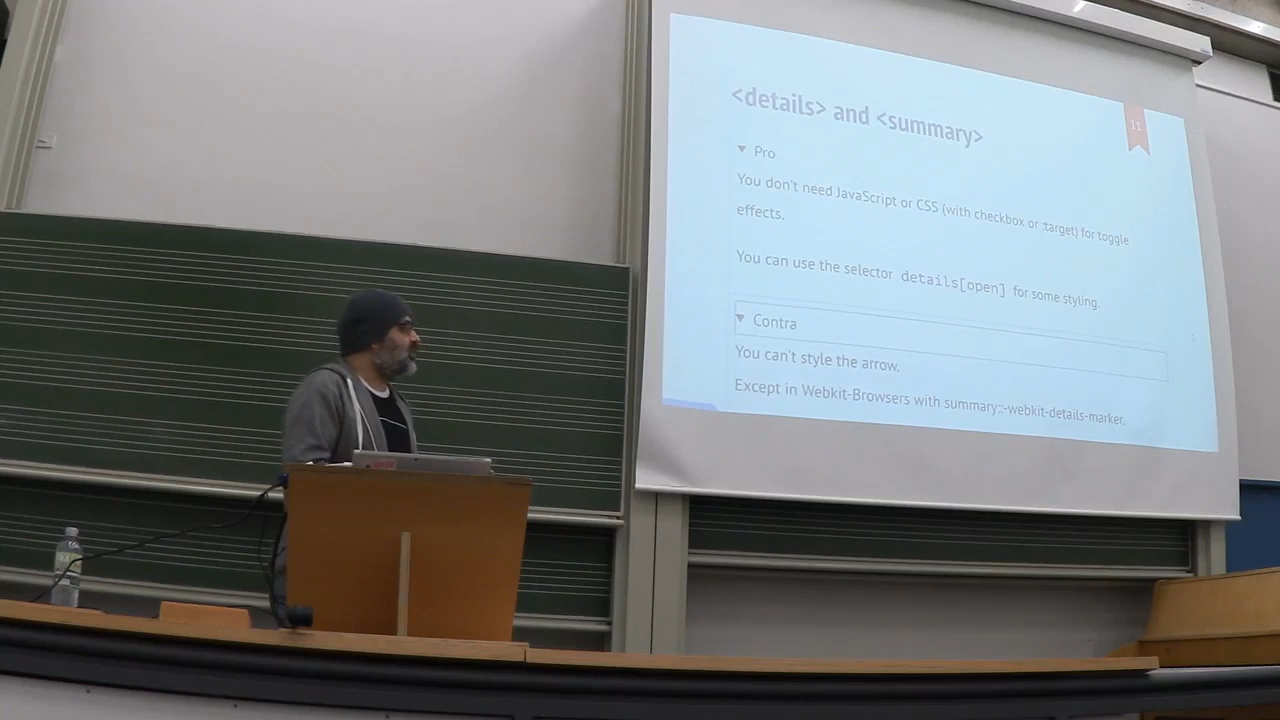 <details> and <summary>
11
▼ Pro
You don't need JavaScript or CSS (with checkbox or :target) for toggle
effects.
You can use the selector details[open] for some styling.
▼ Contra
You can't style the arrow.
Except in Webkit-Browsers with summary::-webkit-details-marker.